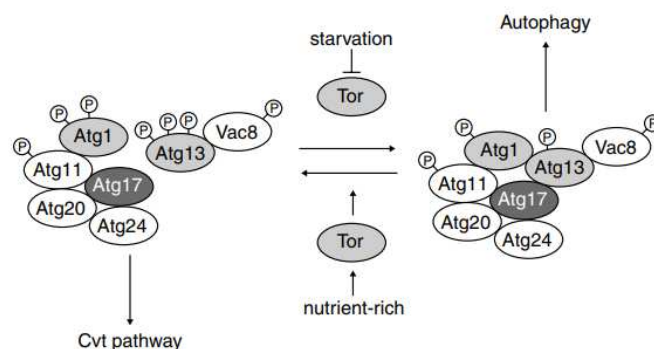 starvation
Autophagy
Tor
P
P
P
P
P
P
P
Atg1
Vac8
Atg13
Atg11
Atg17
Atg20
Atg24
P
P
P
P
Atg1
Vac8
Atg13
Atg11
Atg17
Atg20
Atg24
Tor
nutrient-rich
Cvt pathway